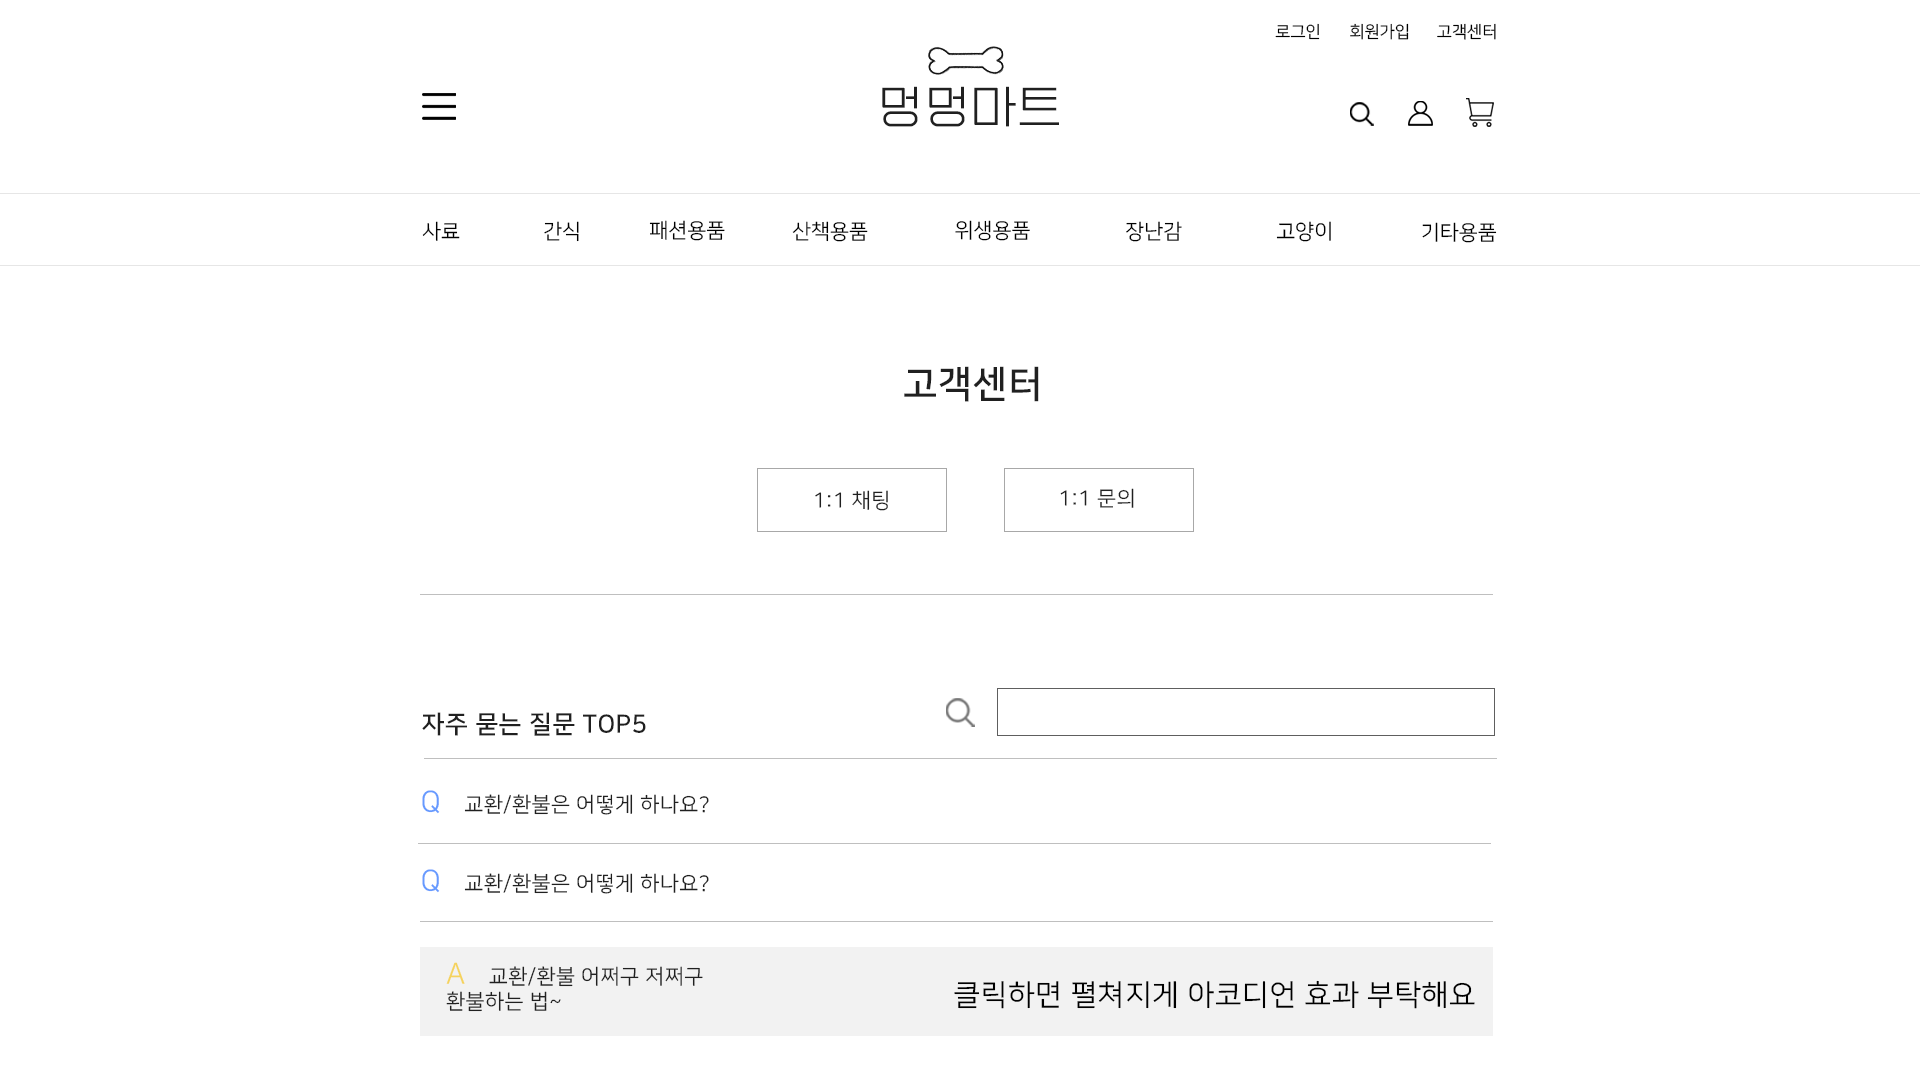 로그인 회원가입 고객센터
멍멍마트
사료 간식 패션용품 산책용품 위생용품 장난감 고양이 기타용품
고객센터
1:1 채팅 1:1 문의
자주 묻는 질문 TOP5
Q 교환/환불은 어떻게 하나요?
Q 교환/환불은 어떻게 하나요?
A 교환/환불 어쩌구 저쩌구
환불하는 법~
클릭하면 펼쳐지게 아코디언 효과 부탁해요